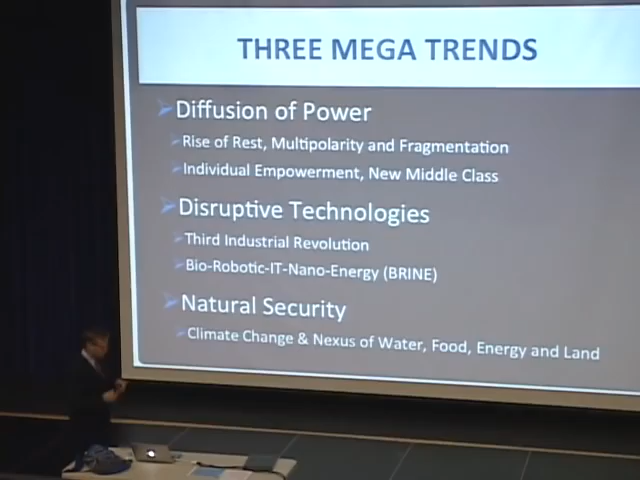 THREE MEGA TRENDS
Diffusion of Power
Rise of Rest, Multipolarity and Fragmentation
Individual Empowerment, New Middle Class
Disruptive Technologies
Third Industrial Revolution
Bio-Robotic-IT-Nano-Energy (BRINE)
Natural Security
Climate Change & Nexus of Water, Food, Energy and Land